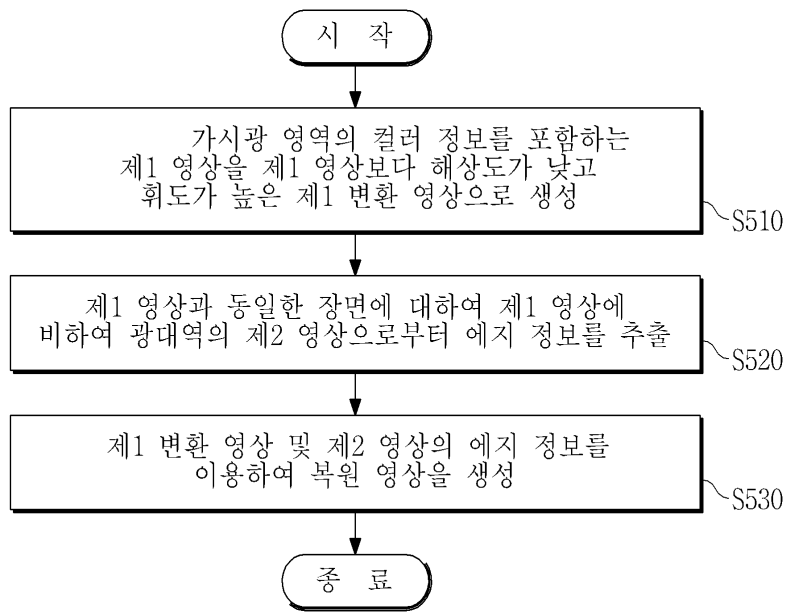 시 작
가시광 영역의 컬러 정보를 포함하는
제1 영상을 제1 영상보다 해상도가 낮고
휘도가 높은 제1 변환 영상으로 생성
S510
제1 영상과 동일한 장면에 대하여 제1 영상에
비하여 광대역의 제2 영상으로부터 에지 정보를 추출
S520
제1 변환 영상 및 제2 영상의 에지 정보를
이용하여 복원 영상을 생성
S530
종 료